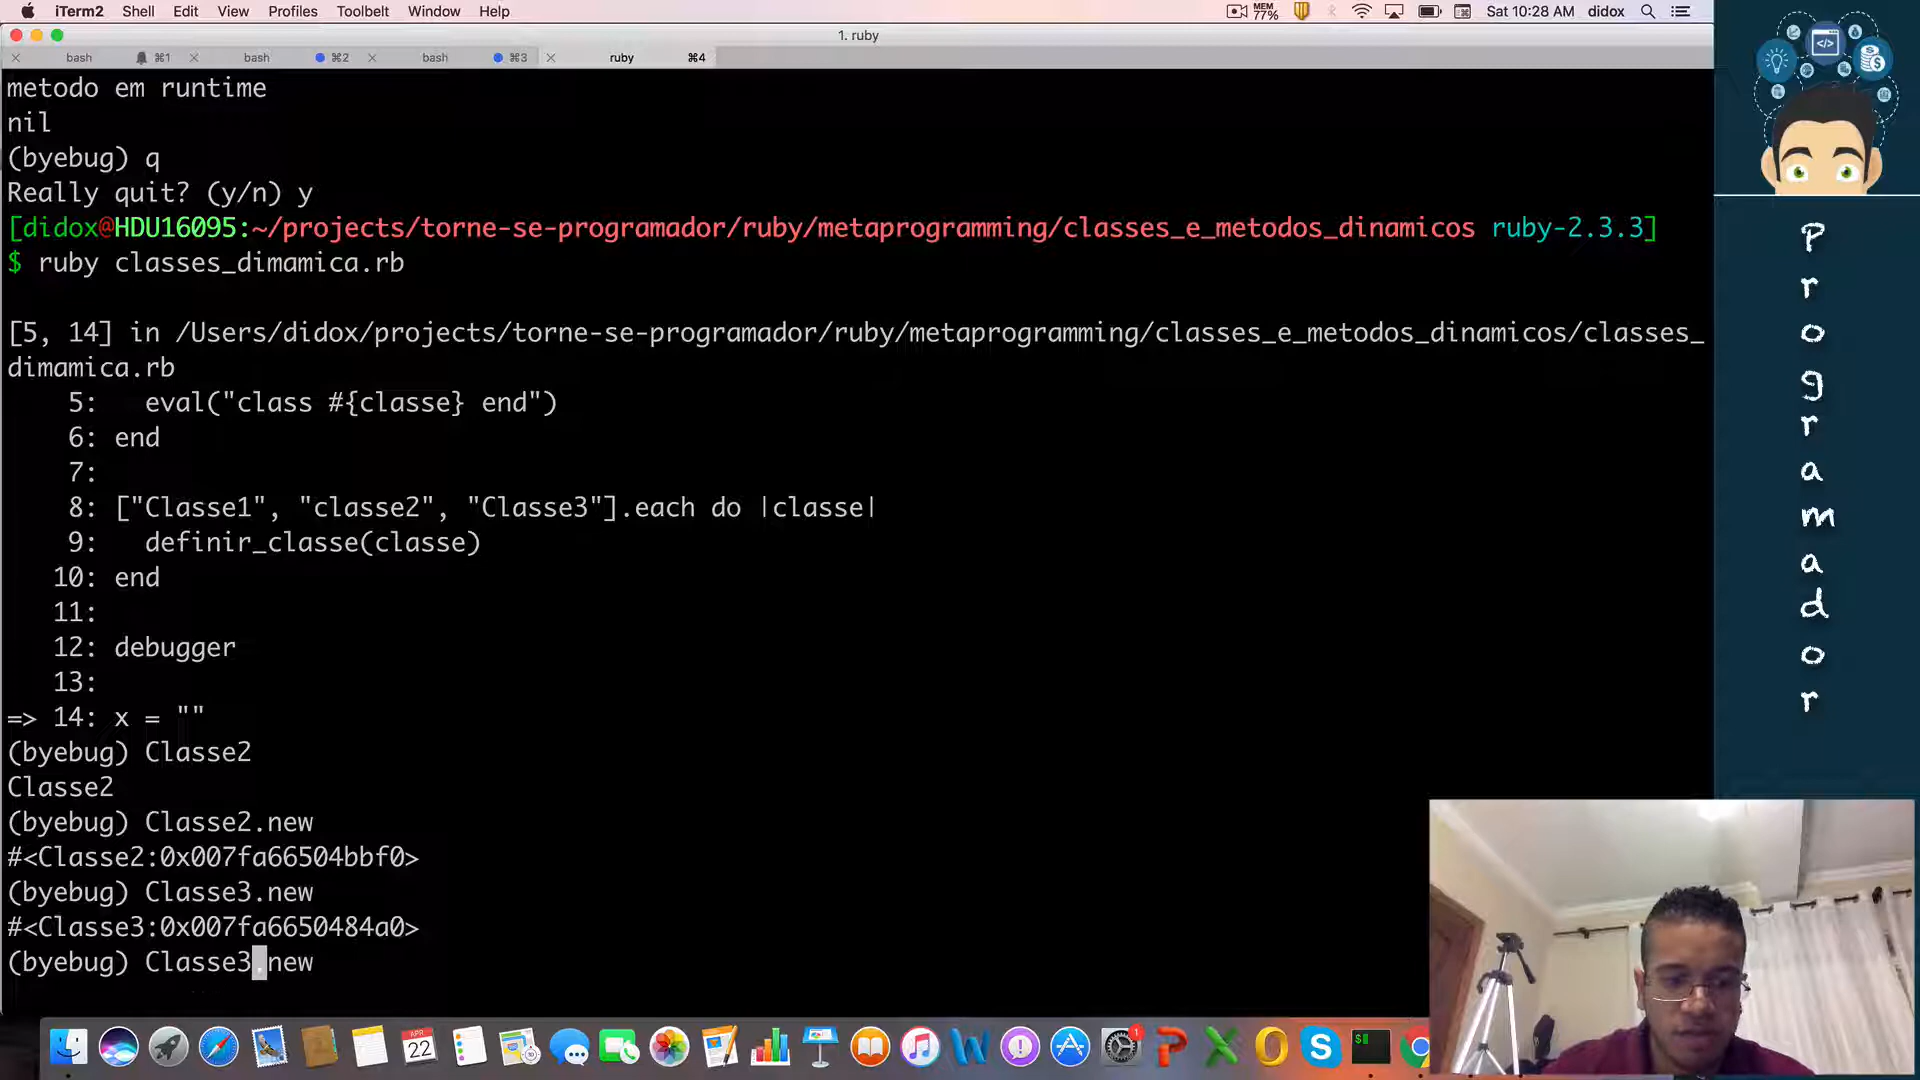 iTerm2 Shell Edit View Profiles Toolbelt Window Help MEM 77% Sat 10:28 AM didox
1. ruby
bash ⌘1 bash ⌘2 bash ⌘3 ruby ⌘4
metodo em runtime
nil
(byebug) q
Really quit? (y/n) y
[didox@HDU16095:~/projects/torne-se-programador/ruby/metaprogramming/classes_e_metodos_dinamicos ruby-2.3.3]
$ ruby classes_dimamica.rb
[5, 14] in /Users/didox/projects/torne-se-programador/ruby/metaprogramming/classes_e_metodos_dinamicos/classes_
dimamica.rb
5: eval("class #{classe} end")
6: end
7:
8: ["Classe1", "classe2", "Classe3"].each do |classe|
9: definir_classe(classe)
10: end
11:
12: debugger
13:
=> 14: x = ""
(byebug) Classe2
Classe2
(byebug) Classe2.new
#<Classe2:0x007fa66504bbf0>
(byebug) Classe3.new
#<Classe3:0x007fa6650484a0>
(byebug) Classe3.new
Programador
APR
22